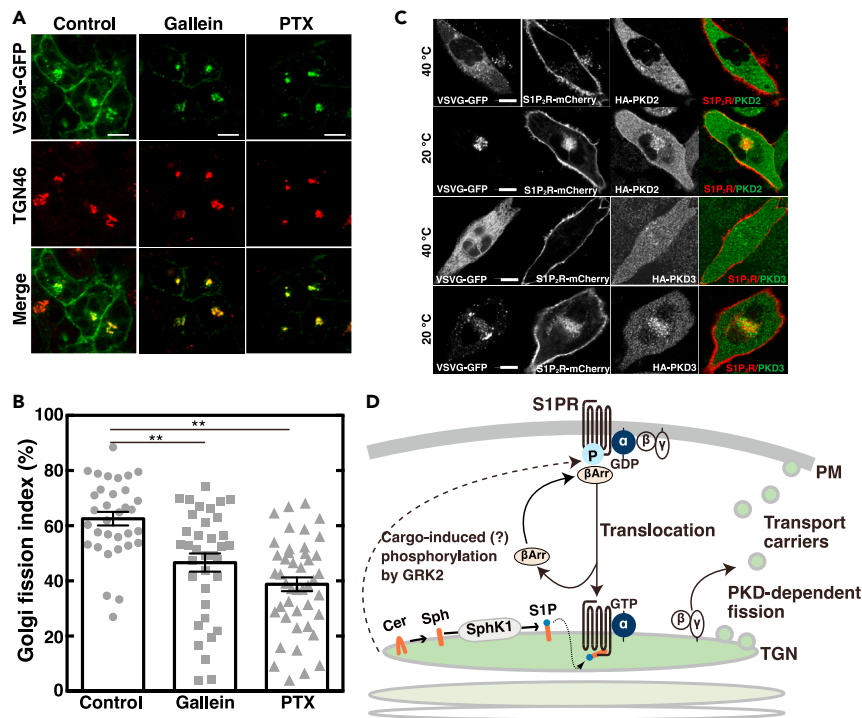 A
Control
Gallein
PTX
VSVG-GFP
TGN46
Merge
C
40 °C
VSVG-GFP
S1P₂R-mCherry
HA-PKD2
S1P₂R/PKD2
20 °C
VSVG-GFP
S1P₂R-mCherry
HA-PKD2
S1P₂R/PKD2
40 °C
VSVG-GFP
S1P₂R-mCherry
HA-PKD3
S1P₂R/PKD3
20 °C
VSVG-GFP
S1P₂R-mCherry
HA-PKD3
S1P₂R/PKD3
B
Golgi fission index (%)
100
80
60
40
20
0
**
**
Control
Gallein
PTX
D
S1PR
α
β
γ
P
GDP
βArr
PM
Translocation
Transport
carriers
Cargo-induced (?)
phosphorylation
by GRK2
βArr
PKD-dependent
fission
GTP
α
β
γ
Cer
Sph
SphK1
S1P
TGN